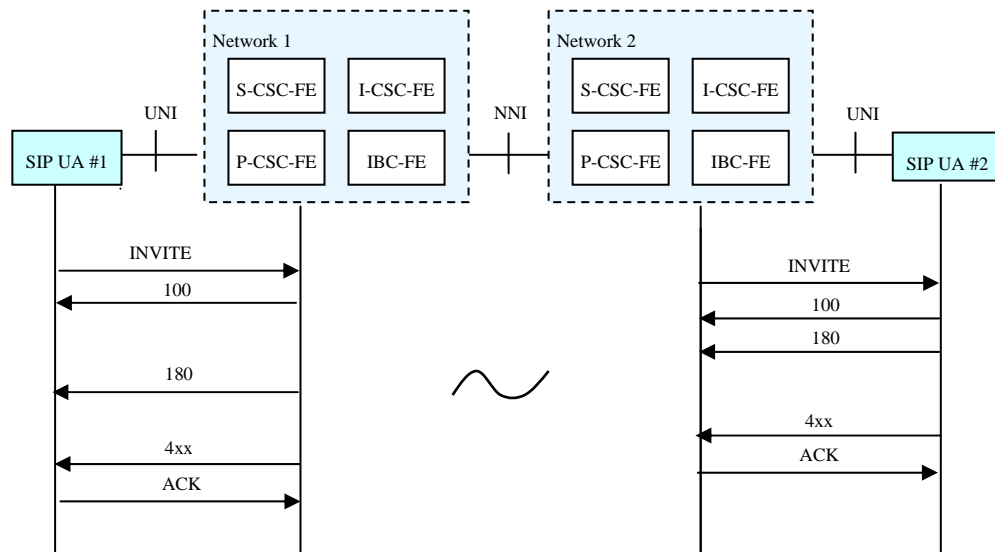 Network 1
Network 2
S-CSC-FE
I-CSC-FE
S-CSC-FE
I-CSC-FE
UNI
NNI
UNI
SIP UA #1
P-CSC-FE
IBC-FE
P-CSC-FE
IBC-FE
SIP UA #2
INVITE
INVITE
100
100
180
180
4xx
4xx
ACK
ACK